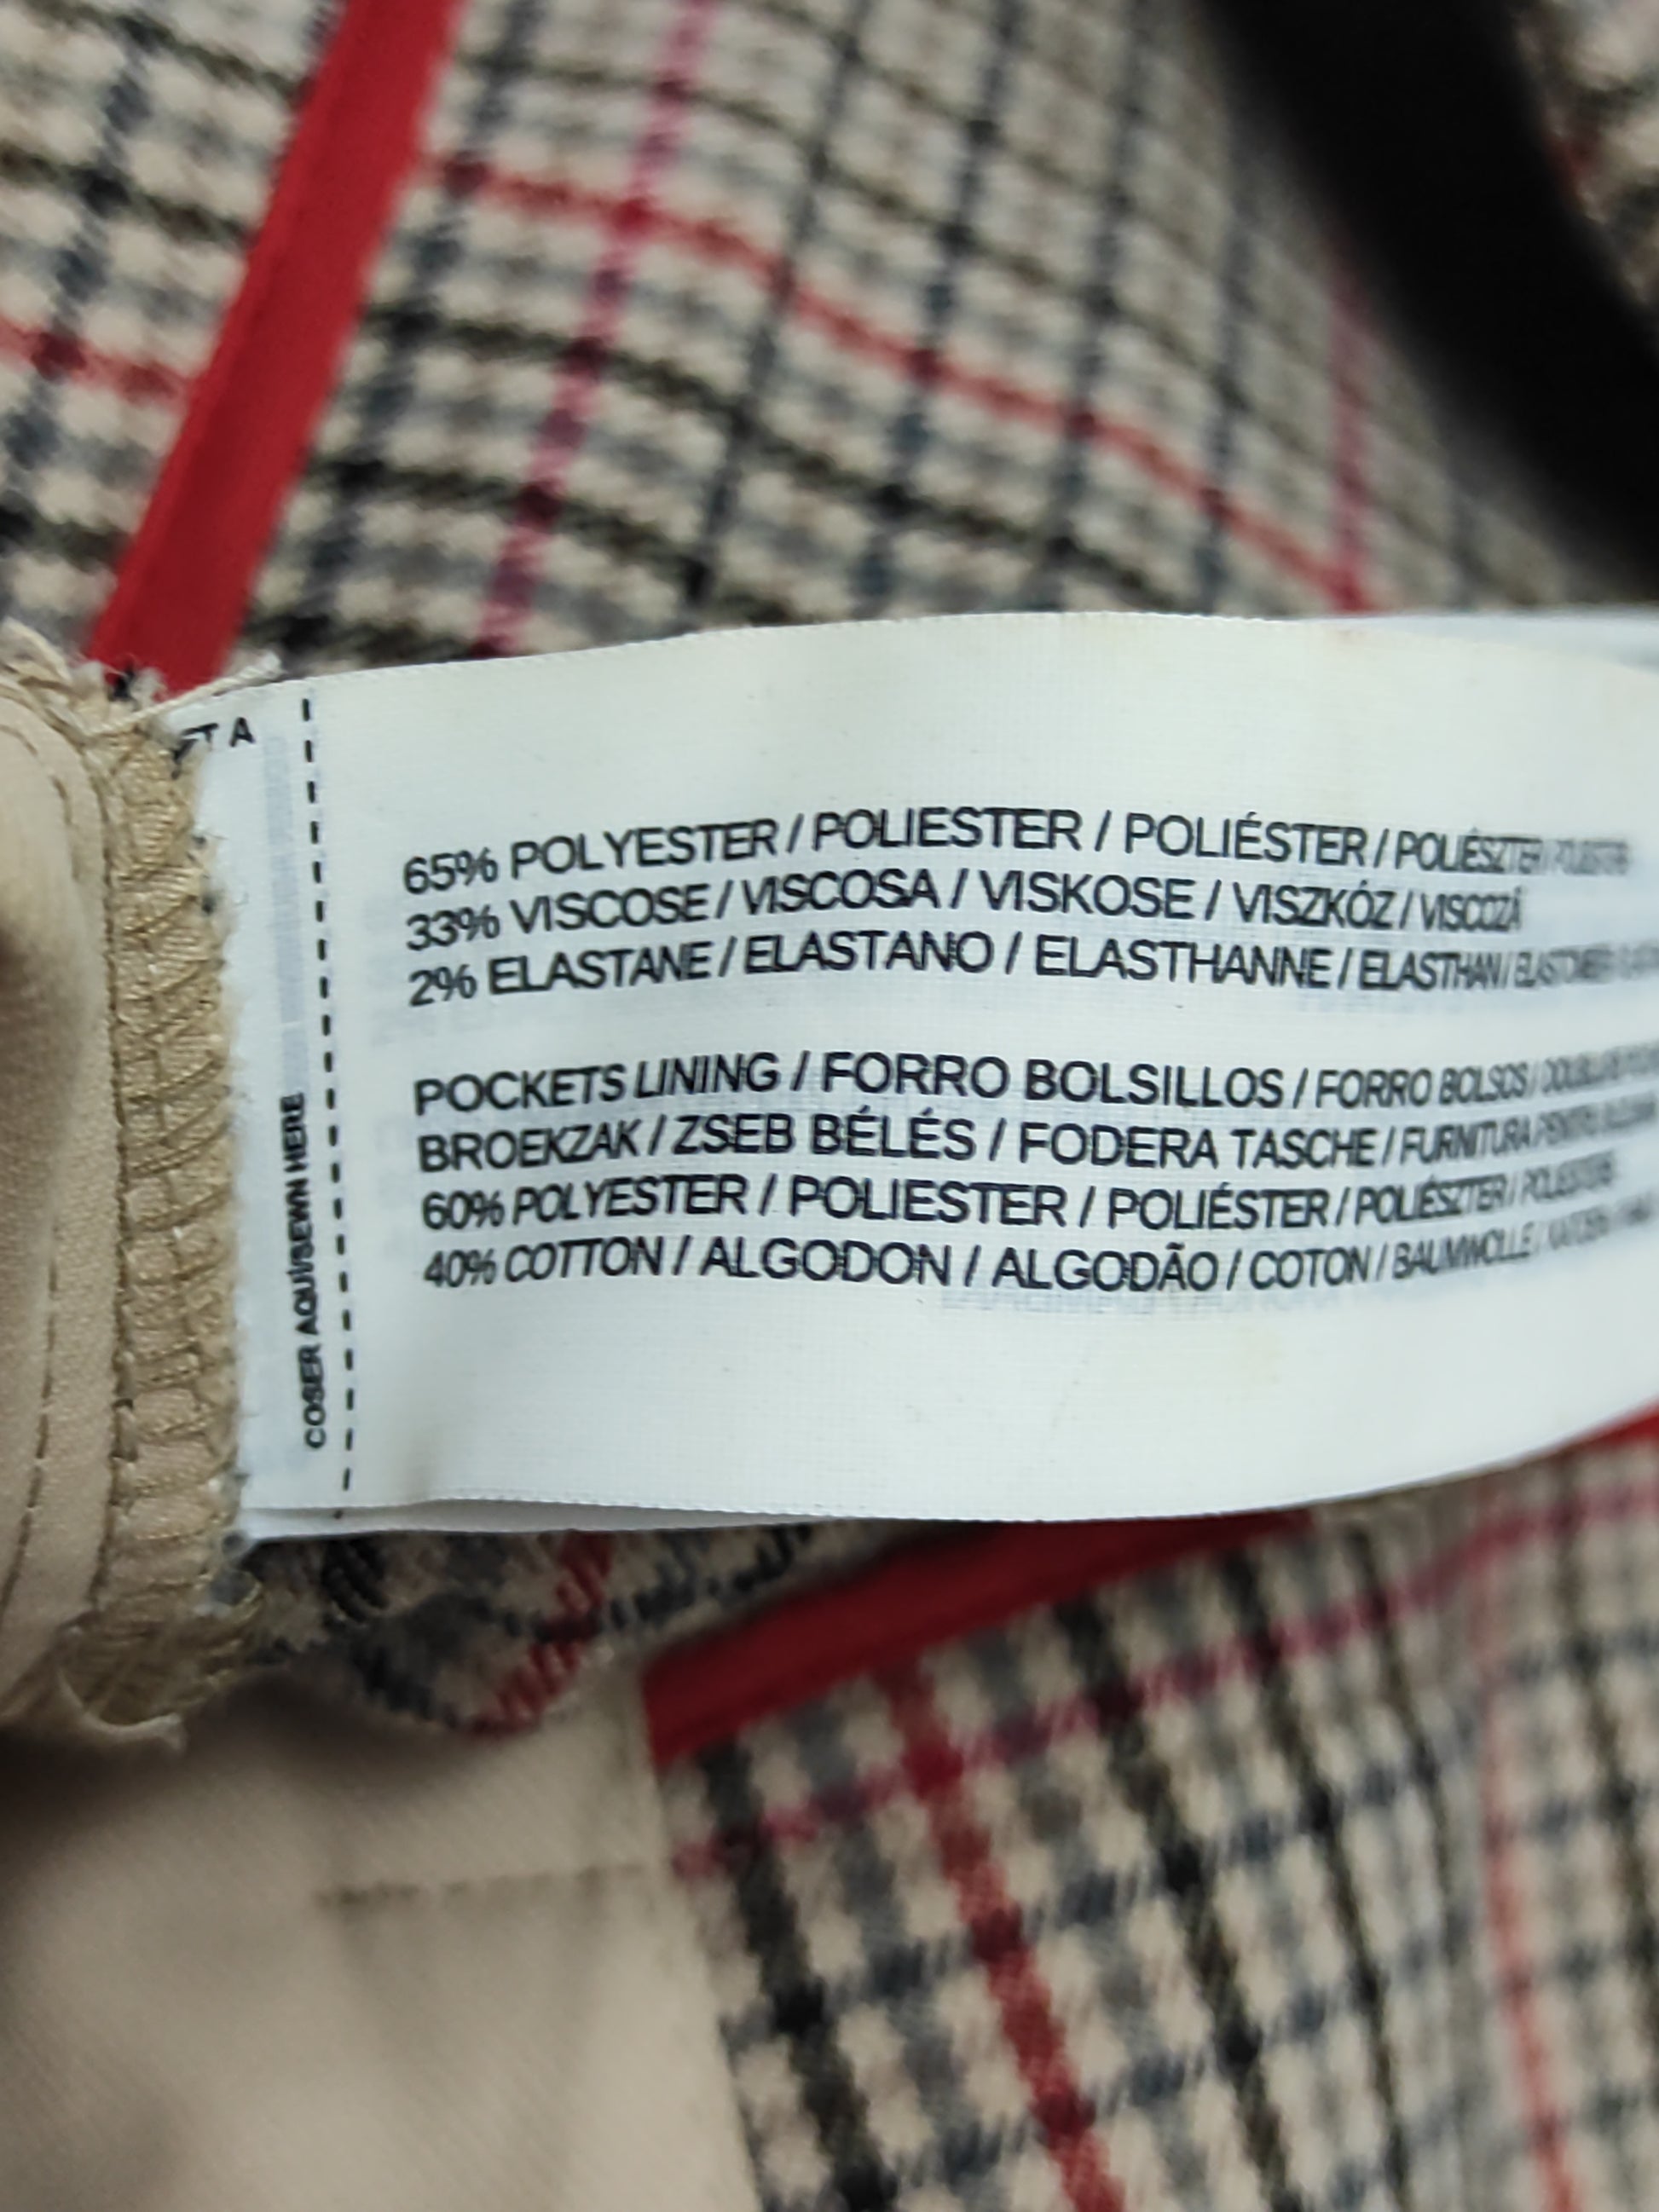 T A
65% POLYESTER / POLIESTER / POLIÉSTER / POLIÉSZTER /
33% VISCOSE / VISCOSA / VISKOSE / VISZKÓZ / VISCOZĂ
2% ELASTANE / ELASTANO / ELASTHANNE / ELASTHAN /
POCKETS LINING / FORRO BOLSILLOS / FORRO BOLSOS /
BROEKZAK / ZSEB BÉLÉS / FODERA TASCHE / FURNITURA PENTRU
60% POLYESTER / POLIESTER / POLIÉSTER / POLIÉSZTER /
40% COTTON / ALGODON / ALGODÃO / COTON / BAUMWOLLE /
COSER AQUI/SEWN HERE